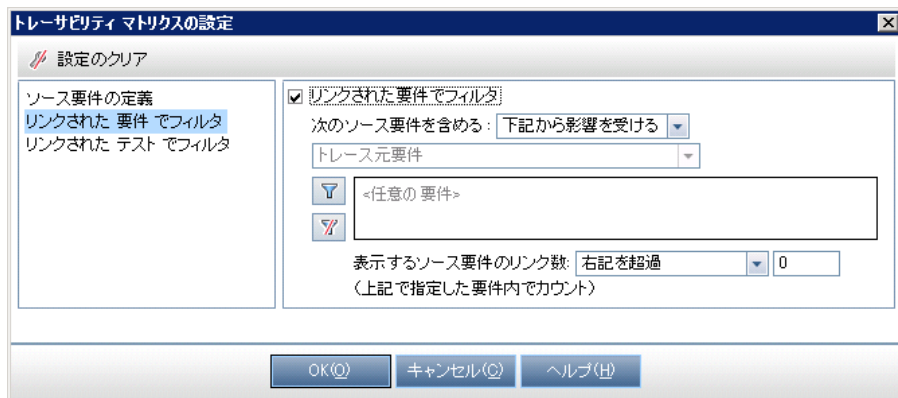 トレーサビリティ マトリクスの設定
設定のクリア
ソース要件の定義
リンクされた 要件 でフィルタ
リンクされた テスト でフィルタ
リンクされた要件でフィルタ
次のソース要件を含める: 下記から影響を受ける
トレース元要件
<任意の 要件>
表示するソース要件のリンク数: 右記を超過 0
(上記で指定した要件内でカウント)
OK(O) キャンセル(C) ヘルプ(H)